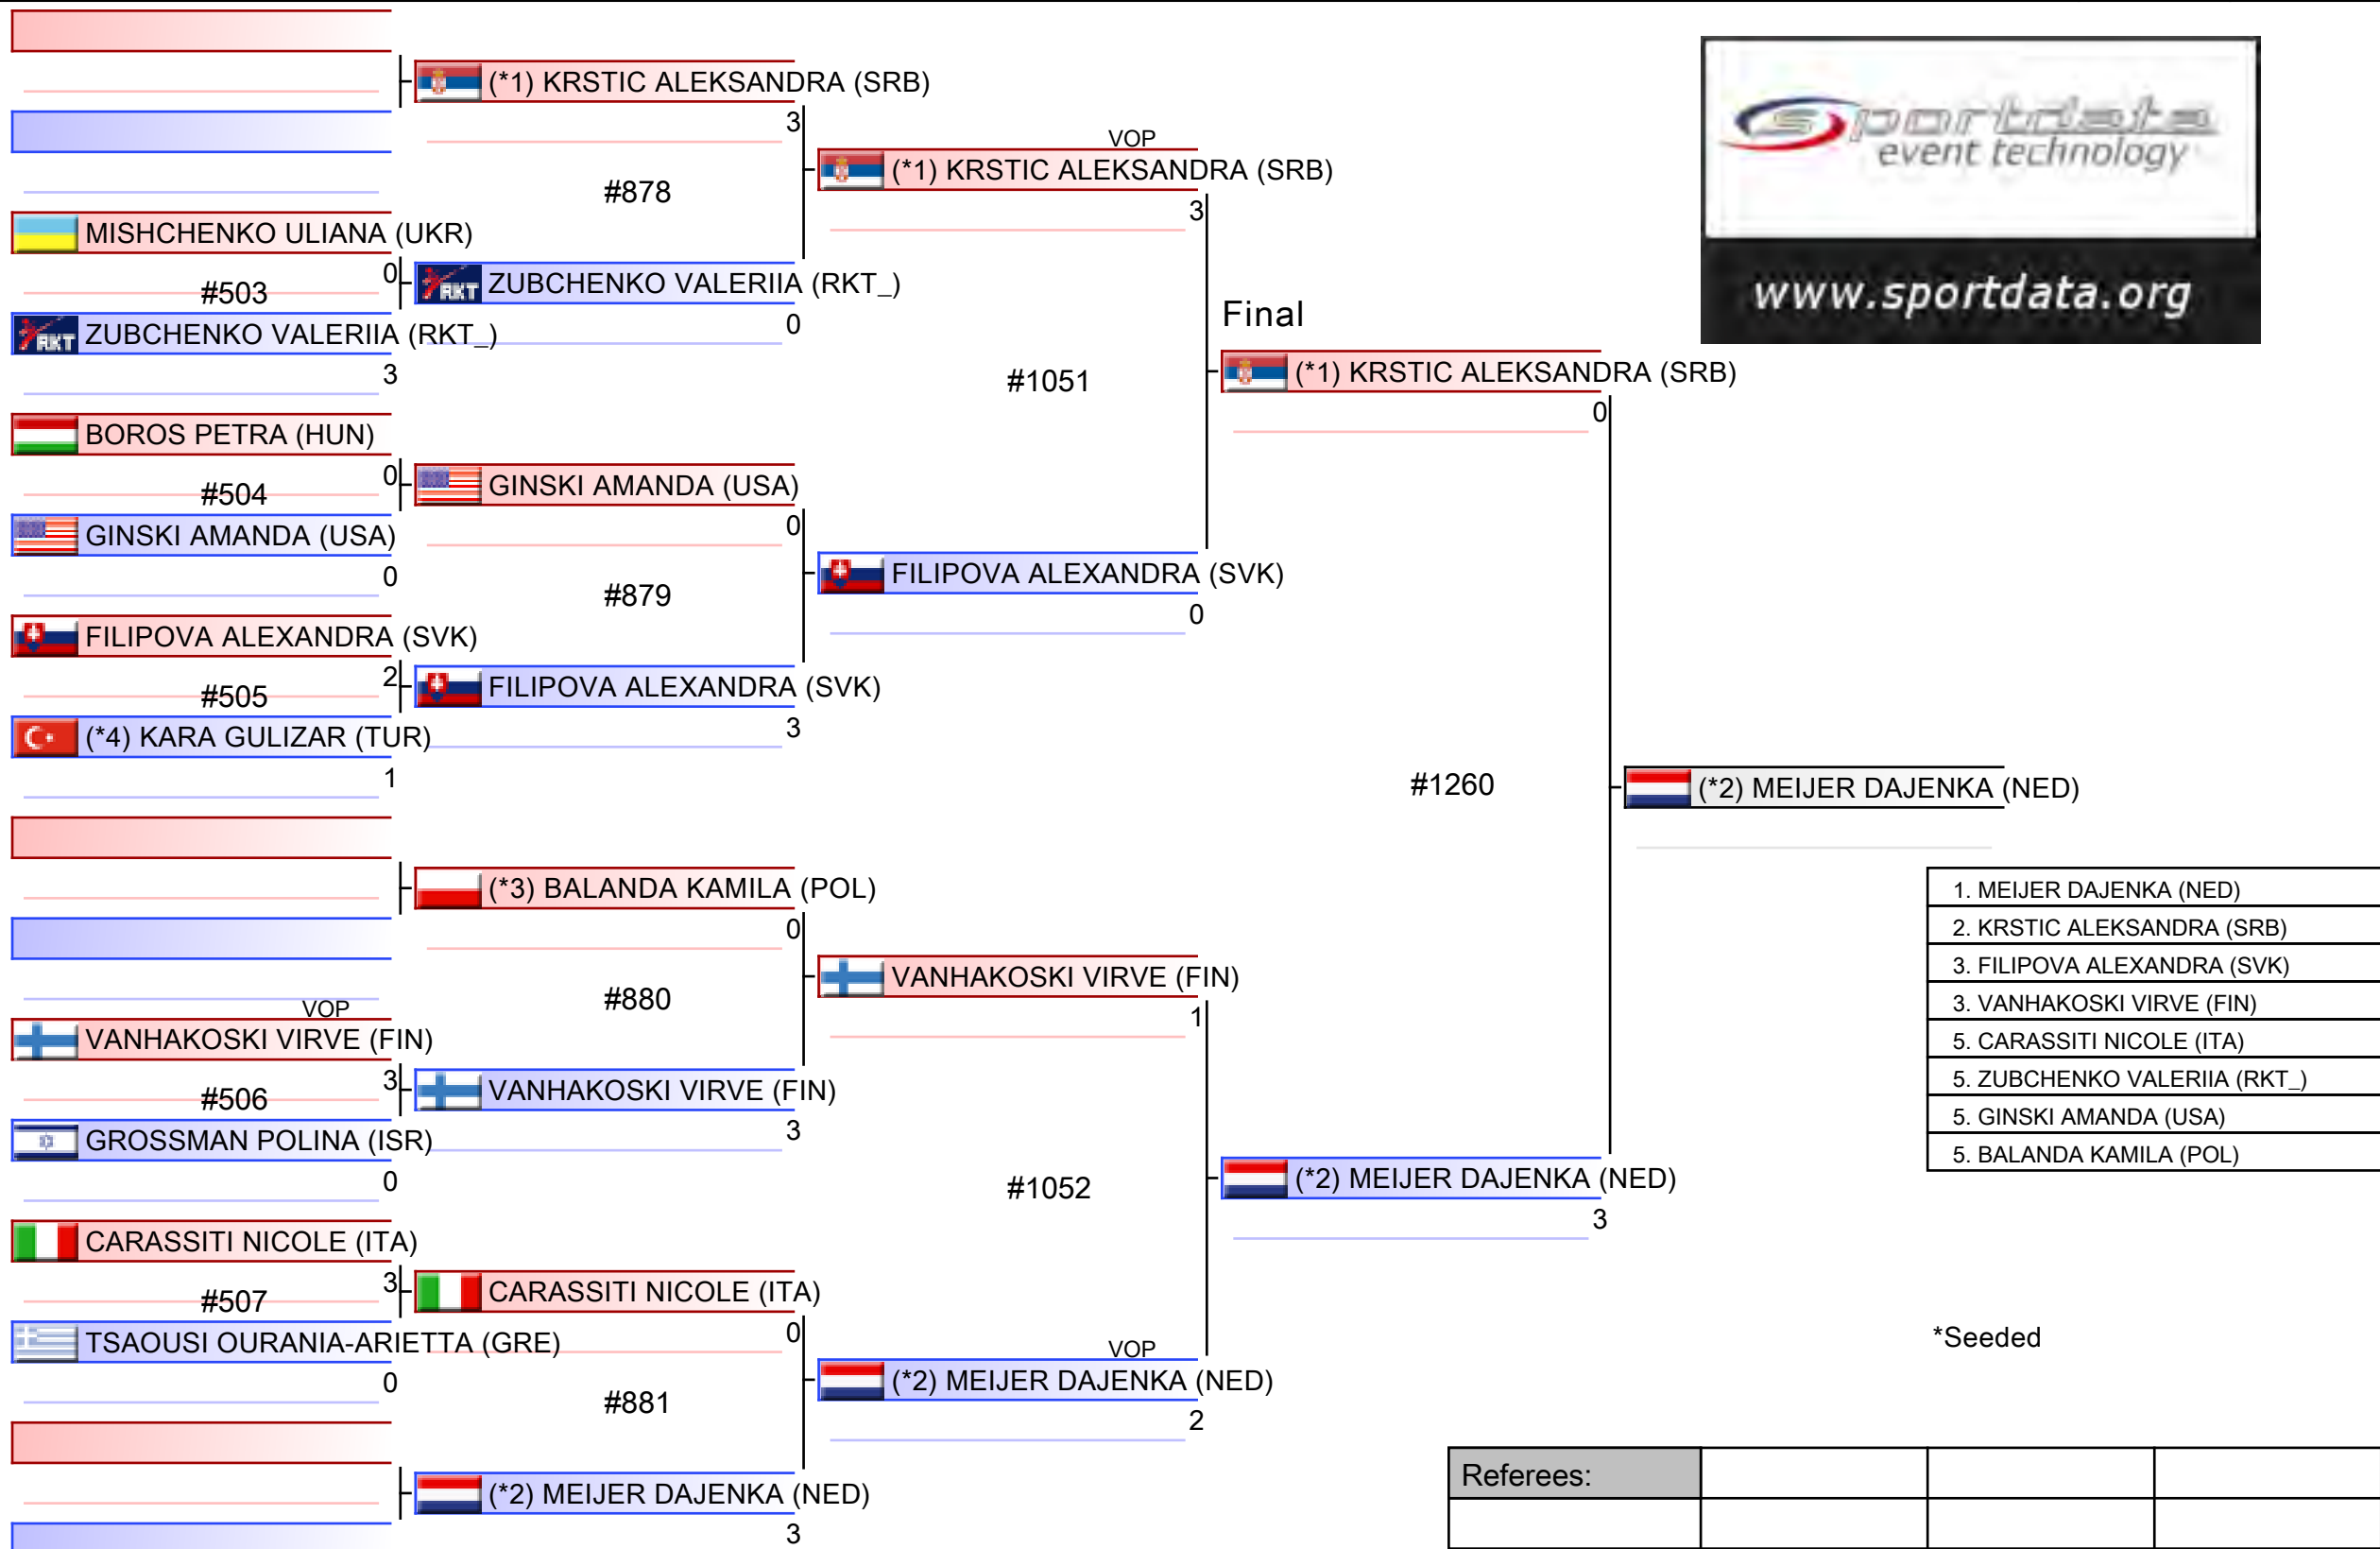 (*1) KRSTIC ALEKSANDRA (SRB)
3
#878
MISHCHENKO ULIANA (UKR)
0
#503
ZUBCHENKO VALERIIA (RKT_)
3
RKT
RKT
ZUBCHENKO VALERIIA (RKT_)
0
VOP
(*1) KRSTIC ALEKSANDRA (SRB)
3
#1051
BOROS PETRA (HUN)
0
#504
GINSKI AMANDA (USA)
0
GINSKI AMANDA (USA)
0
#879
FILIPOVA ALEXANDRA (SVK)
2
#505
(*4) KARA GULIZAR (TUR)
1
FILIPOVA ALEXANDRA (SVK)
3
FILIPOVA ALEXANDRA (SVK)
0
Final
(*1) KRSTIC ALEKSANDRA (SRB)
0
#1260
(*2) MEIJER DAJENKA (NED)
(*3) BALANDA KAMILA (POL)
0
#880
VOP
VANHAKOSKI VIRVE (FIN)
3
#506
GROSSMAN POLINA (ISR)
0
VANHAKOSKI VIRVE (FIN)
3
VANHAKOSKI VIRVE (FIN)
1
#1052
CARASSITI NICOLE (ITA)
3
#507
TSAOUSI OURANIA-ARIETTA (GRE)
0
CARASSITI NICOLE (ITA)
0
#881
(*2) MEIJER DAJENKA (NED)
3
VOP
(*2) MEIJER DAJENKA (NED)
2
(*2) MEIJER DAJENKA (NED)
3
sportdata
event technology
www.sportdata.org
1. MEIJER DAJENKA (NED)
2. KRSTIC ALEKSANDRA (SRB)
3. FILIPOVA ALEXANDRA (SVK)
3. VANHAKOSKI VIRVE (FIN)
5. CARASSITI NICOLE (ITA)
5. ZUBCHENKO VALERIIA (RKT_)
5. GINSKI AMANDA (USA)
5. BALANDA KAMILA (POL)
*Seeded
Referees: